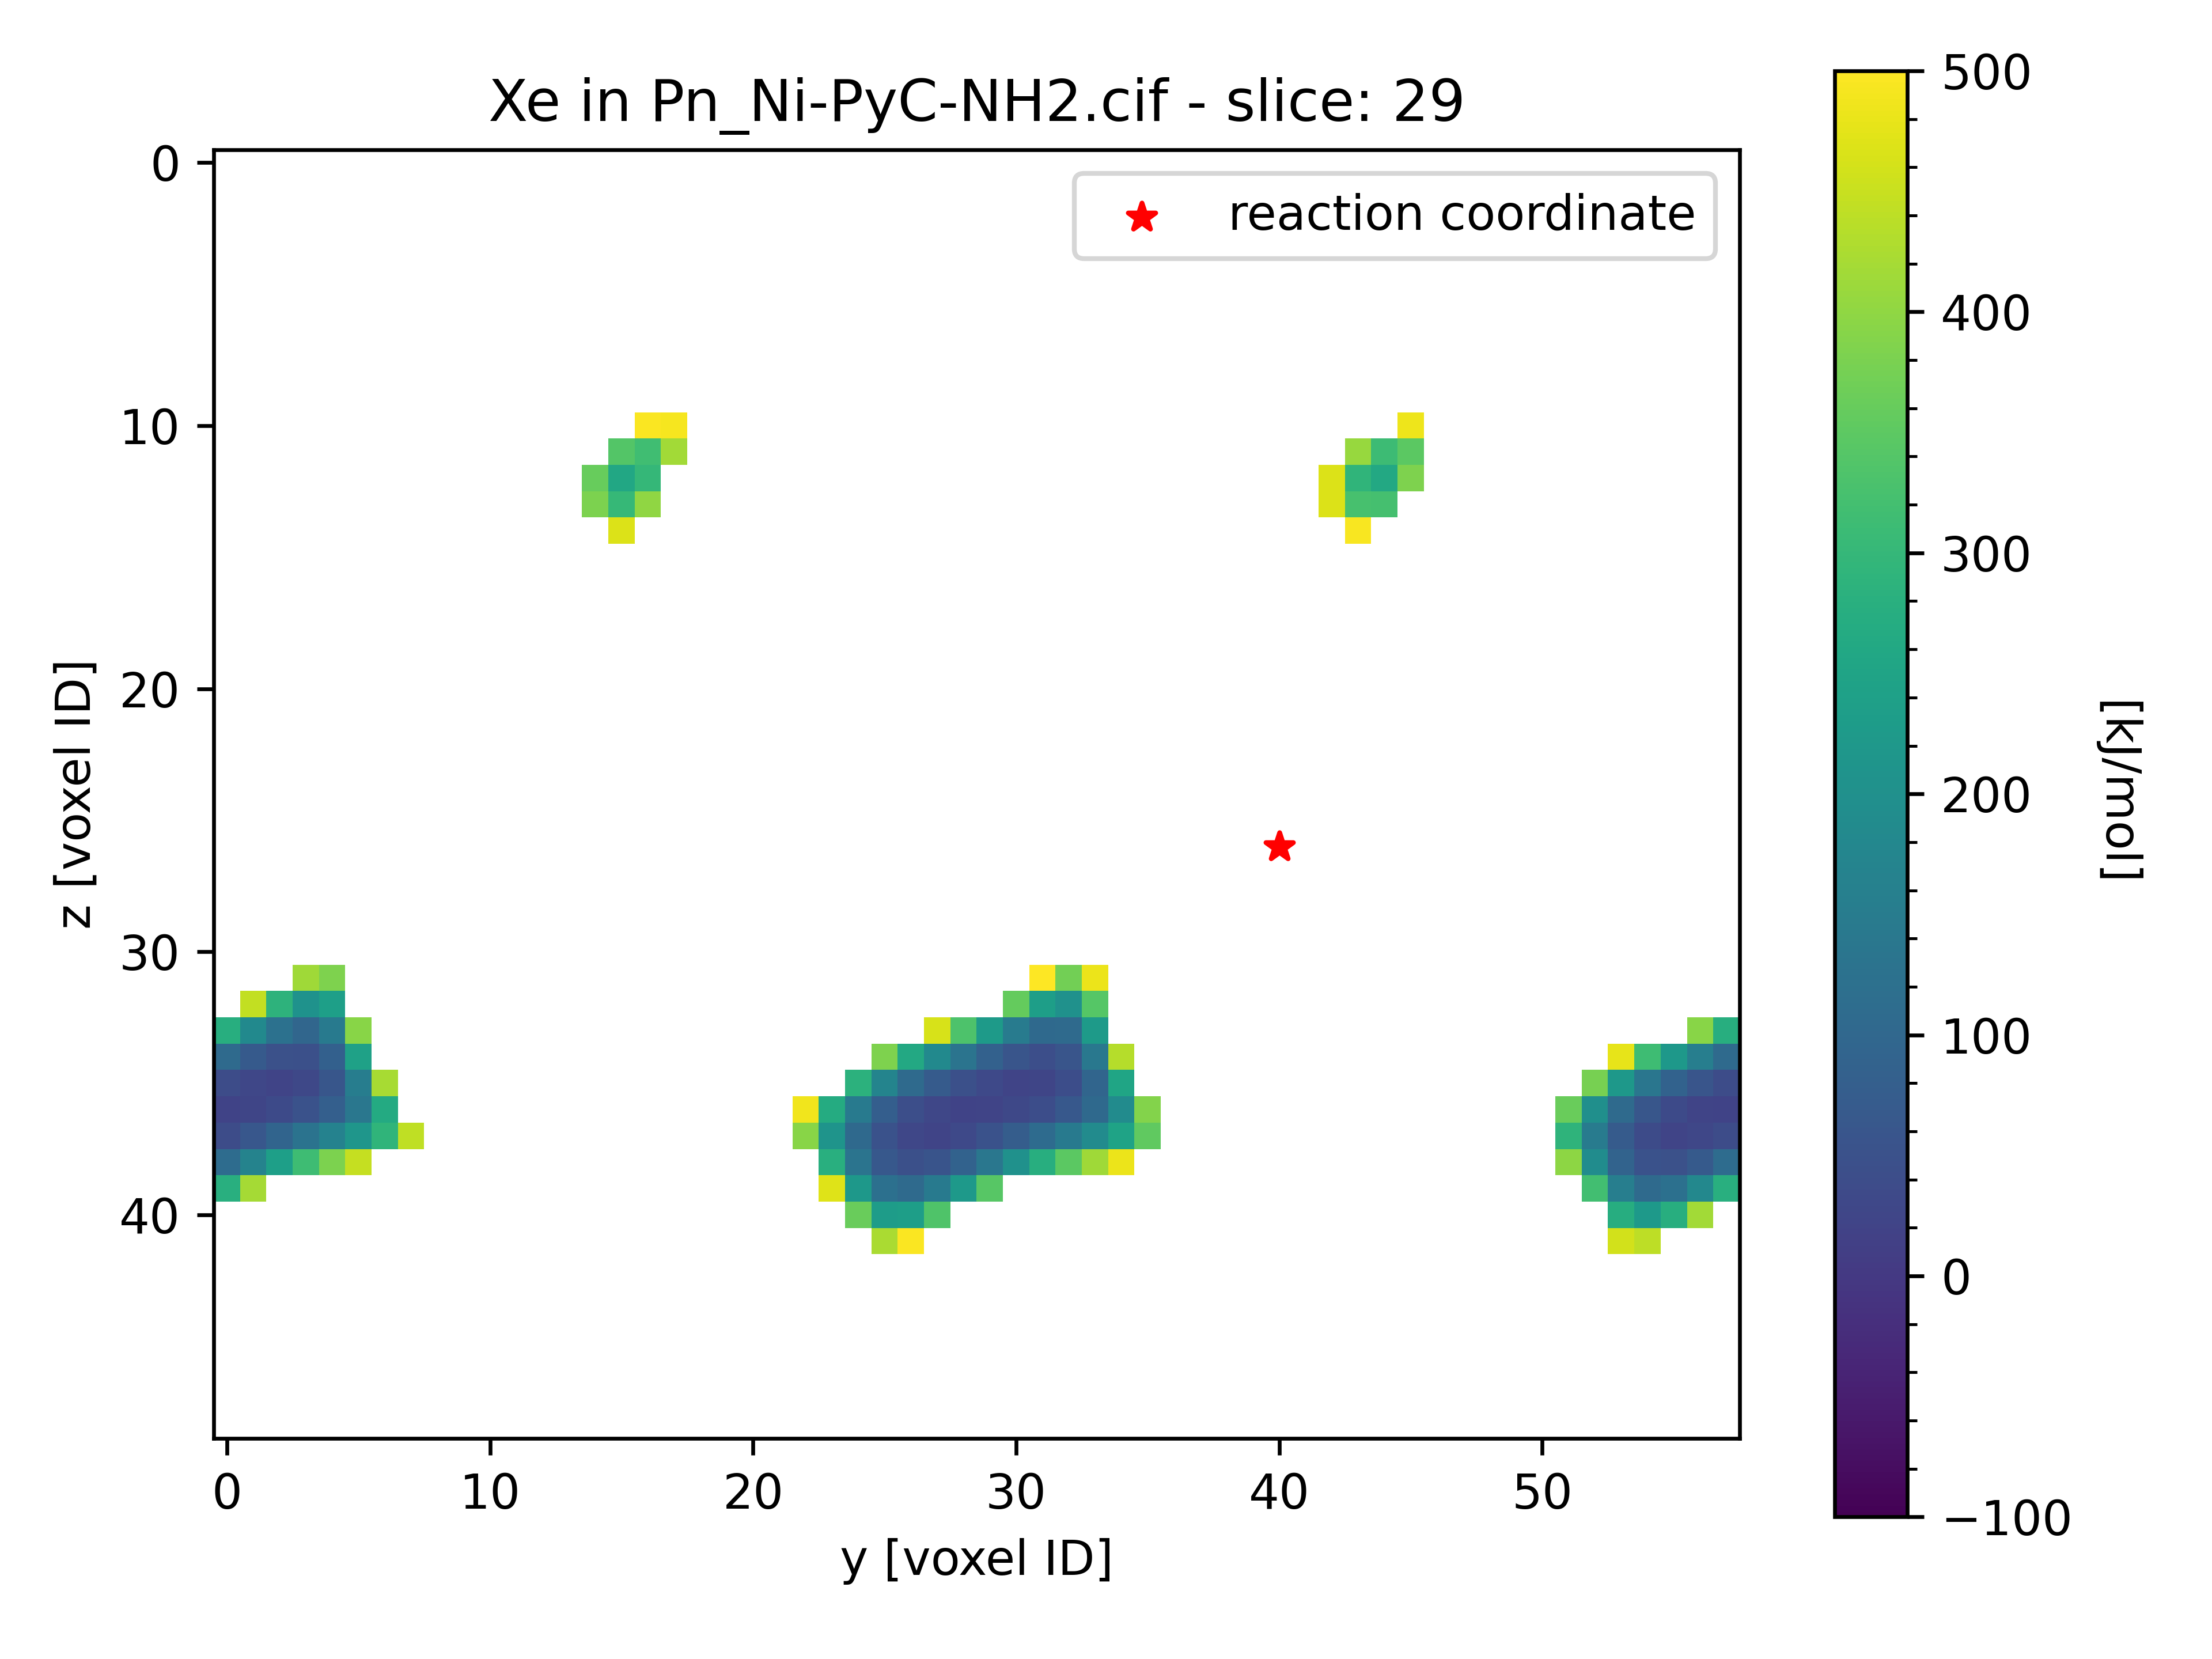 Xe in Pn_Ni-PyC-NH2.cif - slice: 29
reaction coordinate
0
10
20
30
40
z [voxel ID]
0 10 20 30 40 50
y [voxel ID]
500
400
300
200
100
0
−100
[kJ/mol]